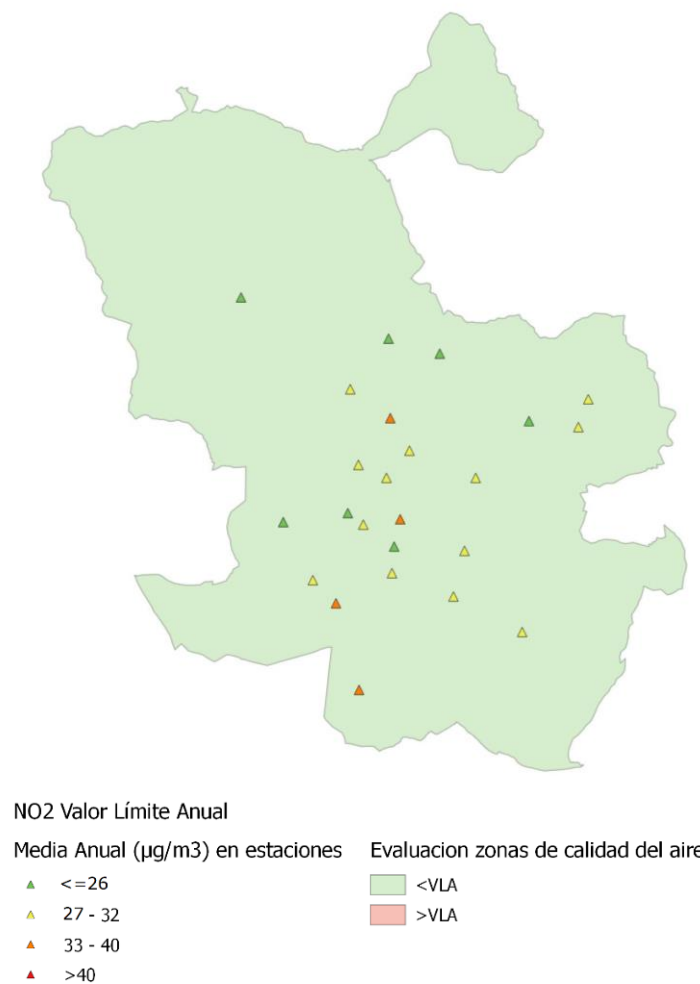 NO2 Valor Límite Anual
Media Anual (µg/m3) en estaciones
<=26
27 - 32
33 - 40
>40
Evaluacion zonas de calidad del aire
<VLA
>VLA